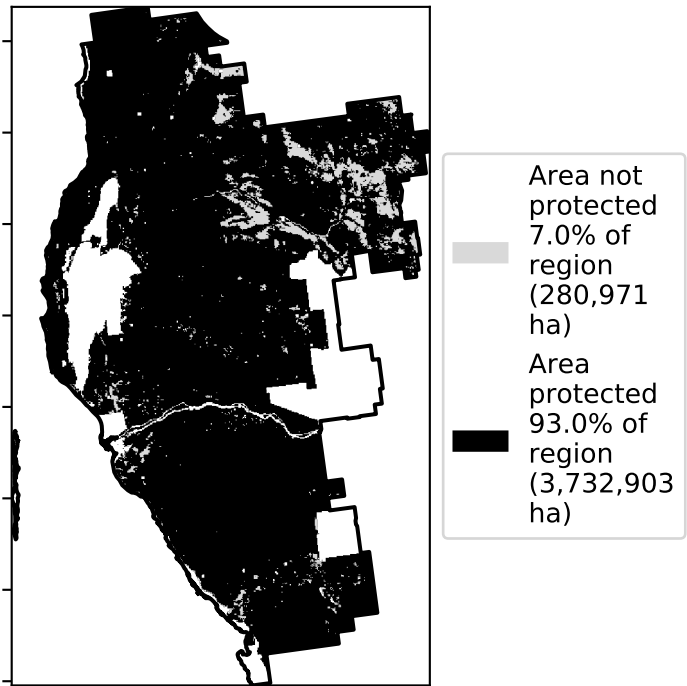 Area not
protected
7.0% of
region
(280,971
ha)
Area
protected
93.0% of
region
(3,732,903
ha)